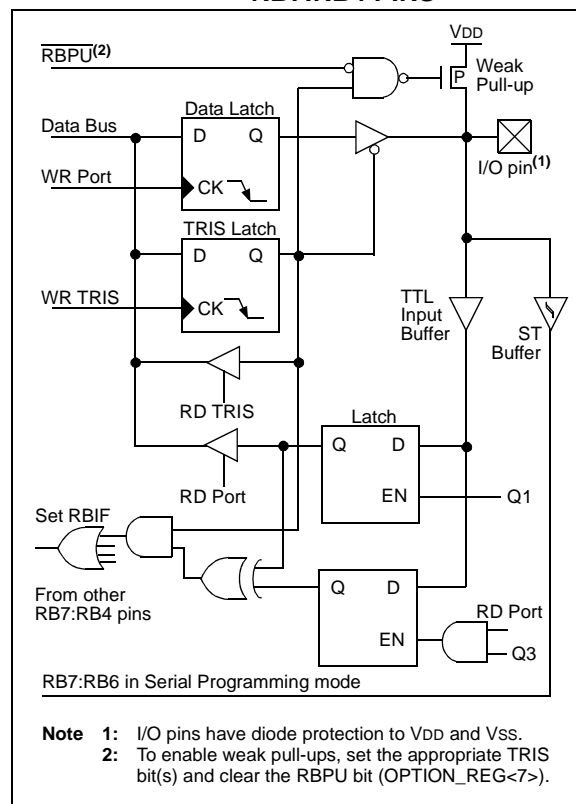 RBPU(2)
VDD
Weak
Pull-up
P
Data Bus
Data Latch
D Q
WR Port
CK
I/O pin(1)
TRIS Latch
D Q
WR TRIS
CK
TTL
Input
Buffer
ST
Buffer
RD TRIS
Latch
Q D
RD Port
EN
Q1
Set RBIF
From other
RB7:RB4 pins
Q D
RD Port
EN
Q3
RB7:RB6 in Serial Programming mode
Note 1: I/O pins have diode protection to VDD and VSS.
2: To enable weak pull-ups, set the appropriate TRIS
bit(s) and clear the RBPU bit (OPTION_REG<7>).